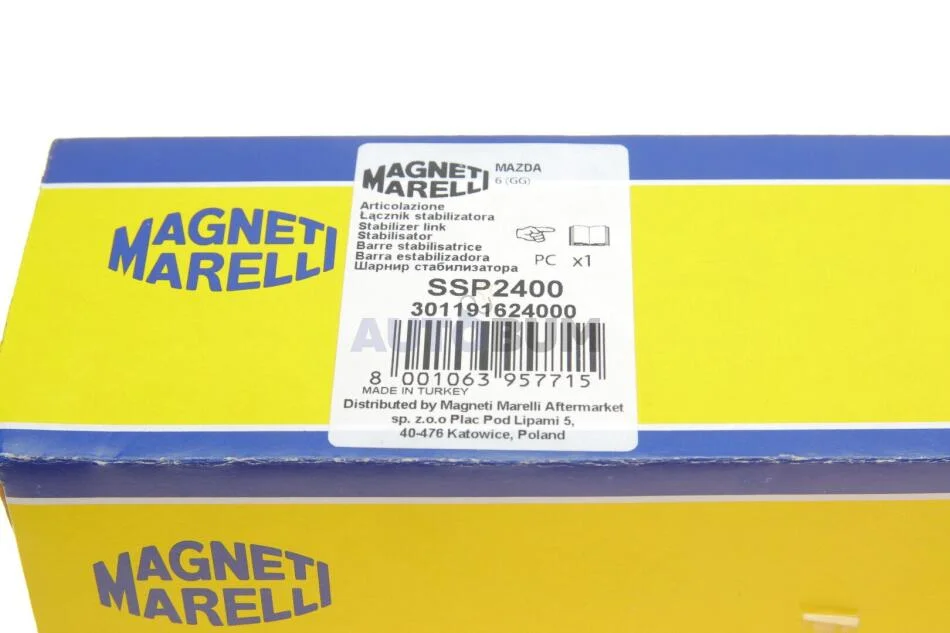 MAGNETI
MARELLI
MAGNETI
MARELLI
MAZDA
6 (GG)
Articolazione
Łącznik stabilizatora
Stabilizer link
Stabilisator
Barre stabilisatrice
Barra estabilizadora
Шарнир стабилизатора
PC x1
SSP2400
301191624000
AUTOBUM
8 001063 957715
MADE IN TURKEY
Distributed by Magneti Marelli Aftermarket
sp. z.o.o Plac Pod Lipami 5,
40-476 Katowice, Poland
MAGNETI
MARELLI